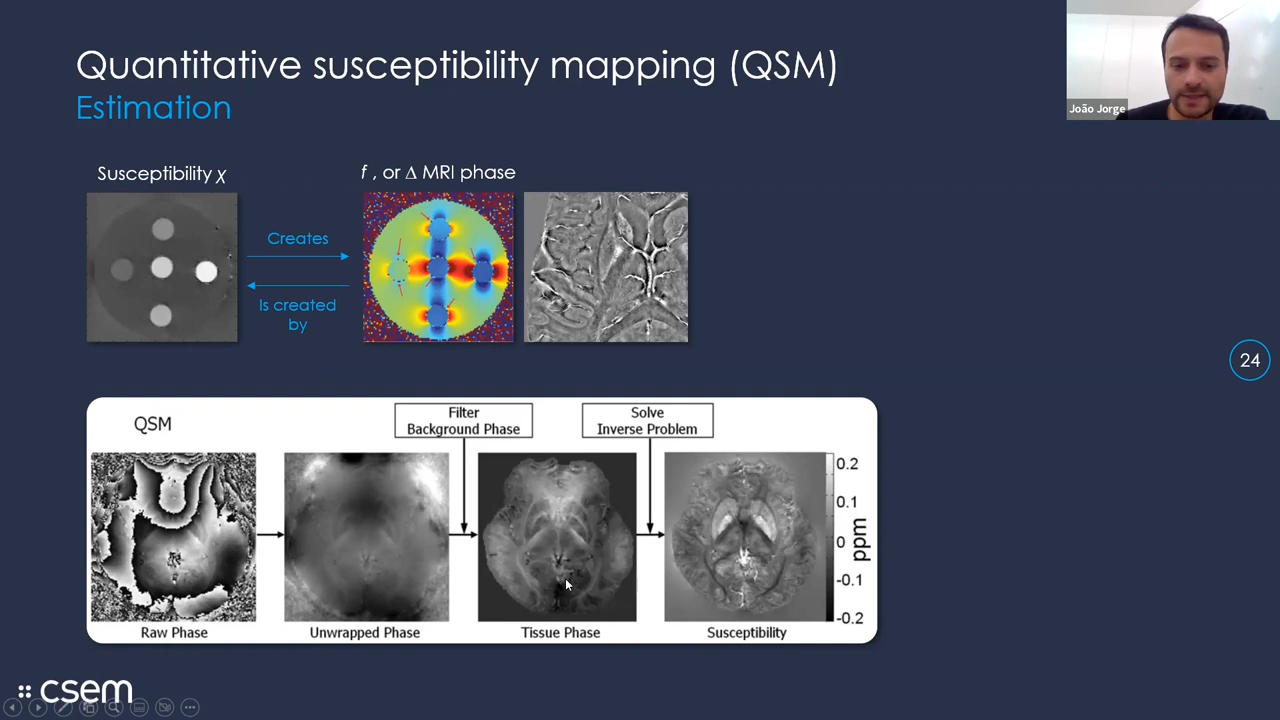 Quantitative susceptibility mapping (QSM)
Estimation
João Jorge
Susceptibility χ
f , or Δ MRI phase
Creates
Is created
by
24
QSM
Filter
Background Phase
Solve
Inverse Problem
0.2
0.1
0
-0.1
-0.2
ppm
Raw Phase
Unwrapped Phase
Tissue Phase
Susceptibility
csem